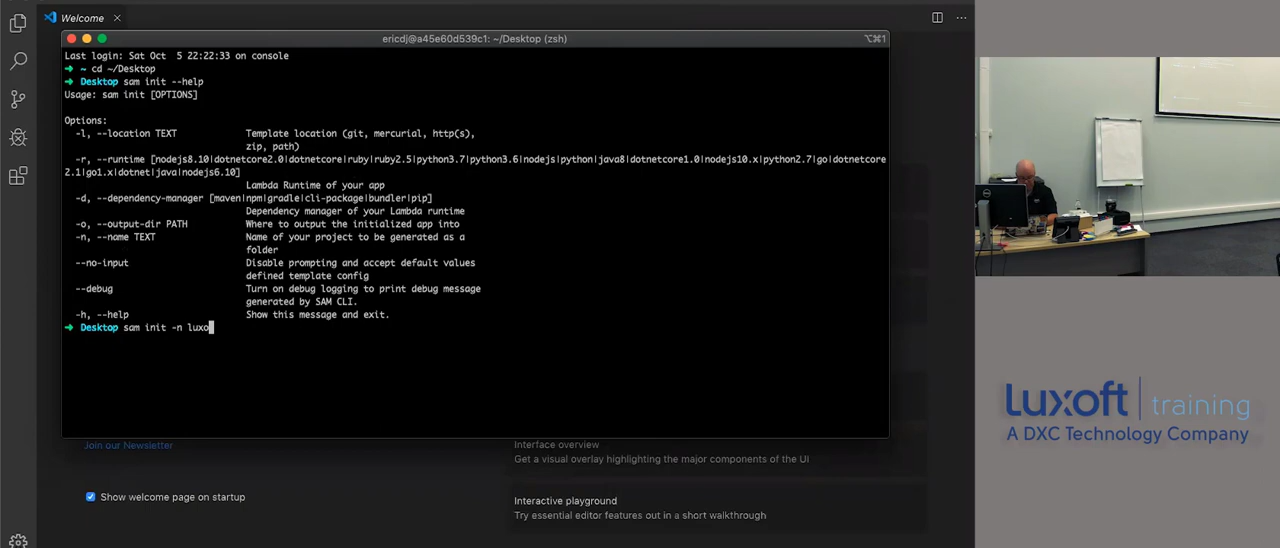 Welcome
ericdj@a45e60d539c1: ~/Desktop (zsh)
⌥⌘1
Last login: Sat Oct  5 22:22:33 on console
➜ ~ cd ~/Desktop
➜ Desktop sam init --help
Usage: sam init [OPTIONS]
Options:
-l, --location TEXT Template location (git, mercurial, http(s),
zip, path)
-r, --runtime [nodejs8.10|dotnetcore2.0|dotnetcore|ruby|ruby2.5|python3.7|python3.6|nodejs|python|java8|dotnetcore1.0|nodejs10.x|python2.7|go|dotnetcore
2.1|go1.x|dotnet|java|nodejs6.10]
Lambda Runtime of your app
-d, --dependency-manager [maven|npm|gradle|cli-package|bundler|pip]
Dependency manager of your Lambda runtime
-o, --output-dir PATH Where to output the initialized app into
-n, --name TEXT Name of your project to be generated as a
folder
--no-input Disable prompting and accept default values
defined template config
--debug Turn on debug logging to print debug message
generated by SAM CLI.
-h, --help Show this message and exit.
➜ Desktop sam init -n luxo
Join our Newsletter
Interface overview
Get a visual overlay highlighting the major components of the UI
Show welcome page on startup
Interactive playground
Try essential editor features out in a short walkthrough
Luxoft training
A DXC Technology Company